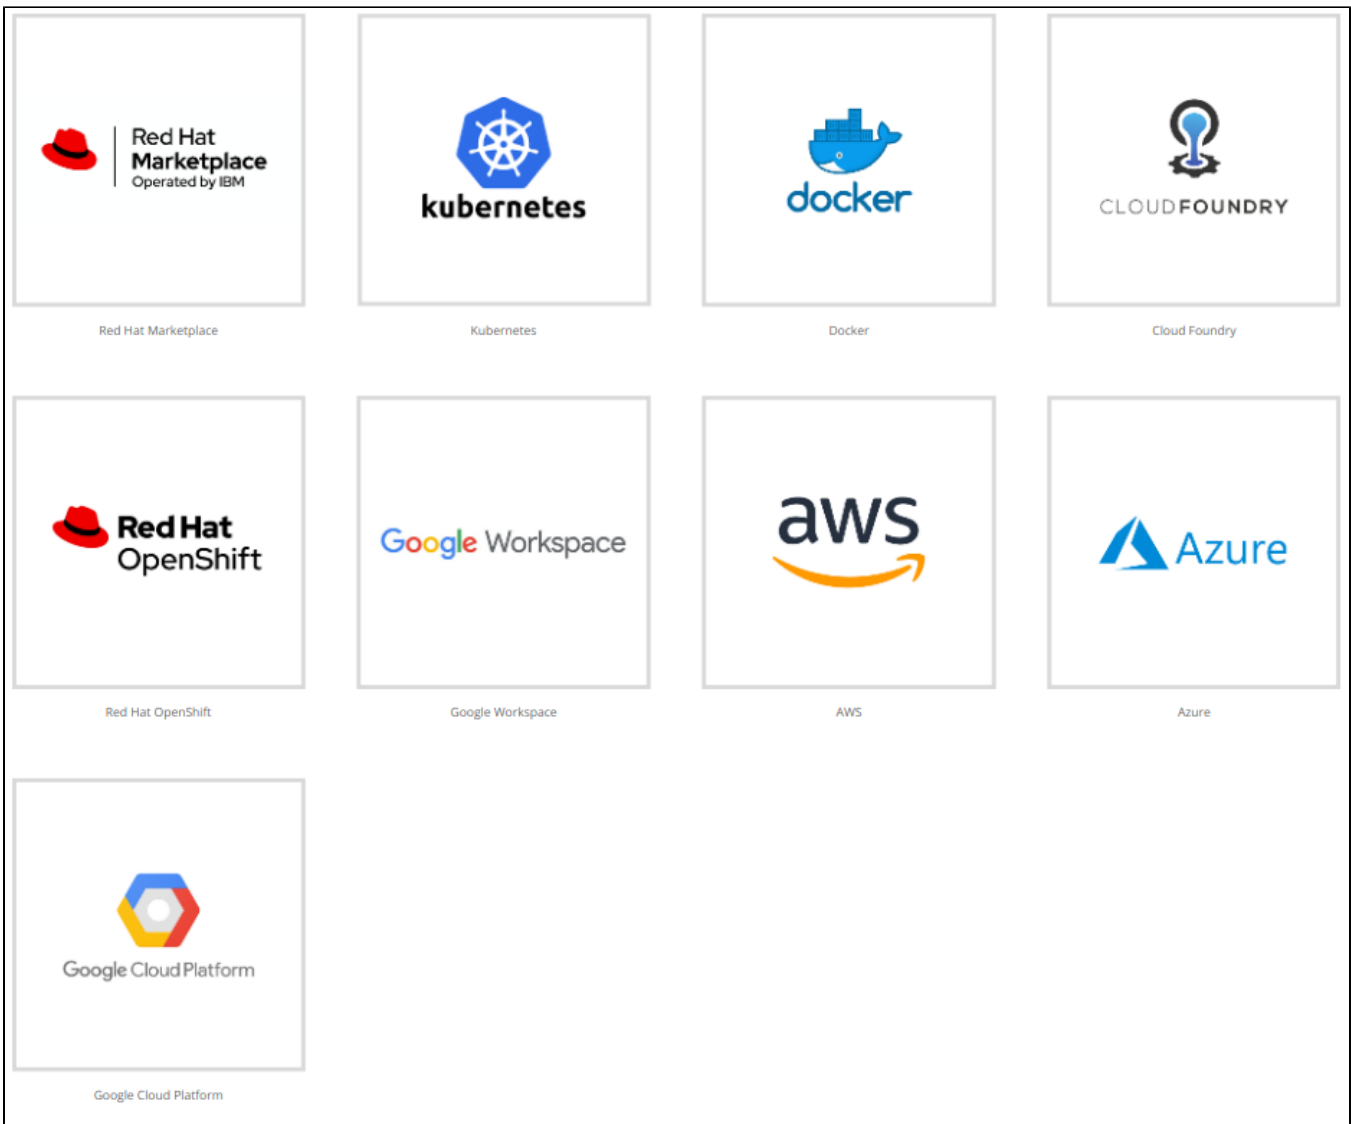 Red Hat
Marketplace
Operated by IBM
kubernetes
docker
CLOUDFOUNDRY
Red Hat Marketplace
Kubernetes
Docker
Cloud Foundry
Red Hat
OpenShift
Google Workspace
aws
Azure
Red Hat OpenShift
Google Workspace
AWS
Azure
Google Cloud Platform
Google Cloud Platform